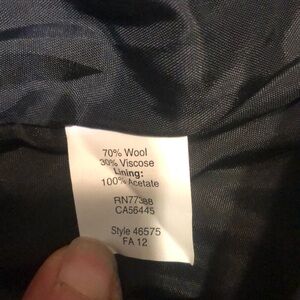 70% Wool
30% Viscose
Lining:
100% Acetate
RN77388
CA56445
Style 46575
FA 12